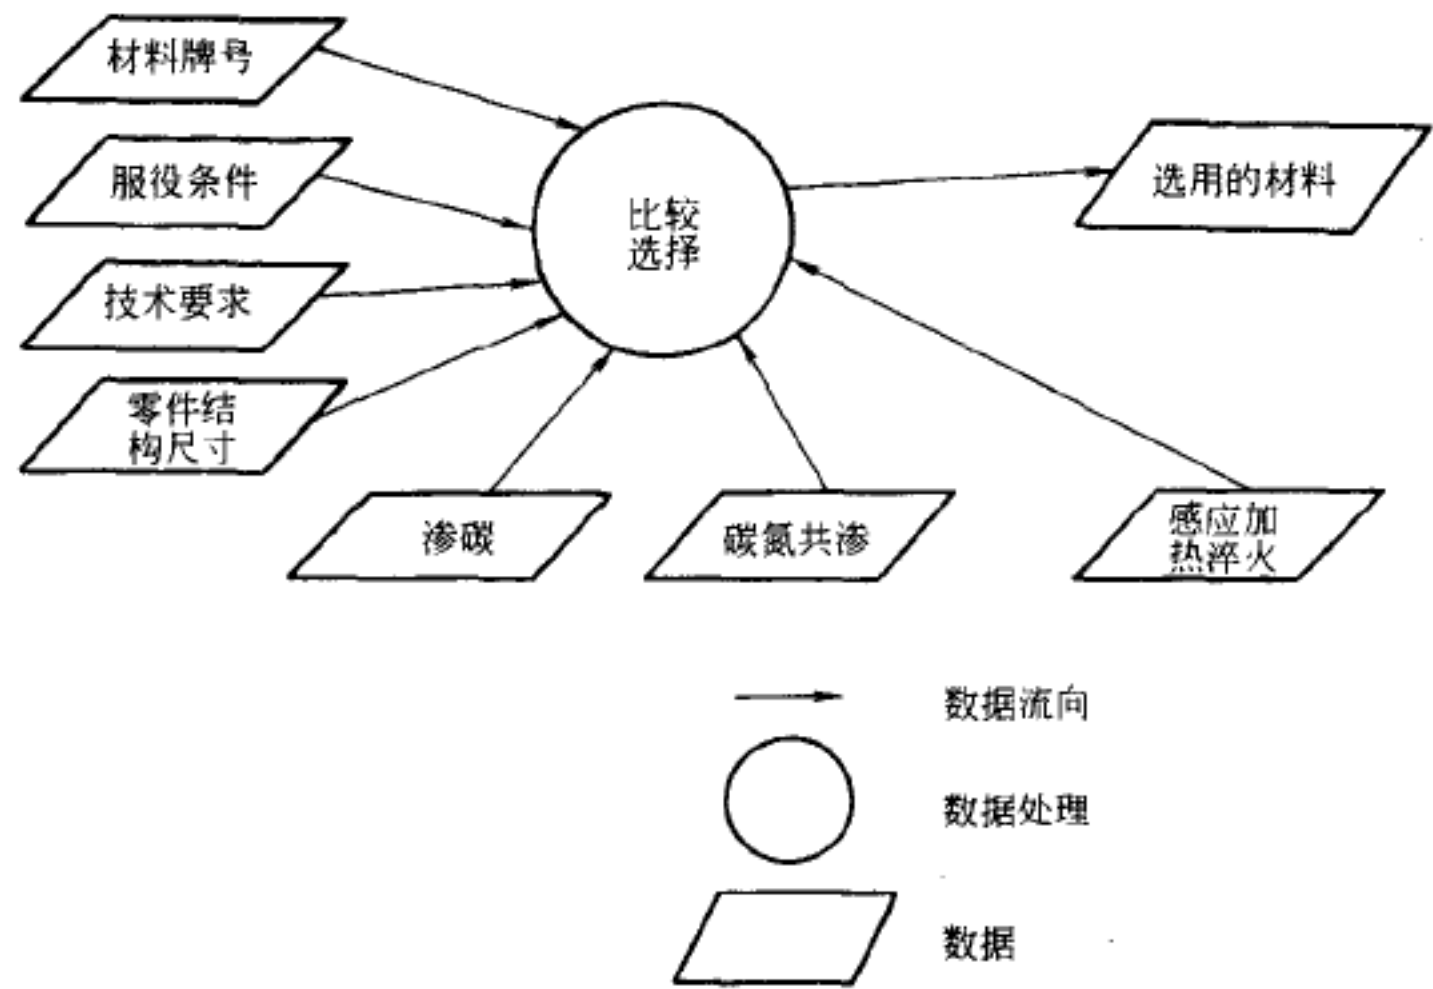 材料牌号
服役条件
技术要求
零件结
构尺寸
比较
选择
选用的材料
渗碳
碳氮共渗
感应加
热淬火
数据流向
数据处理
数据